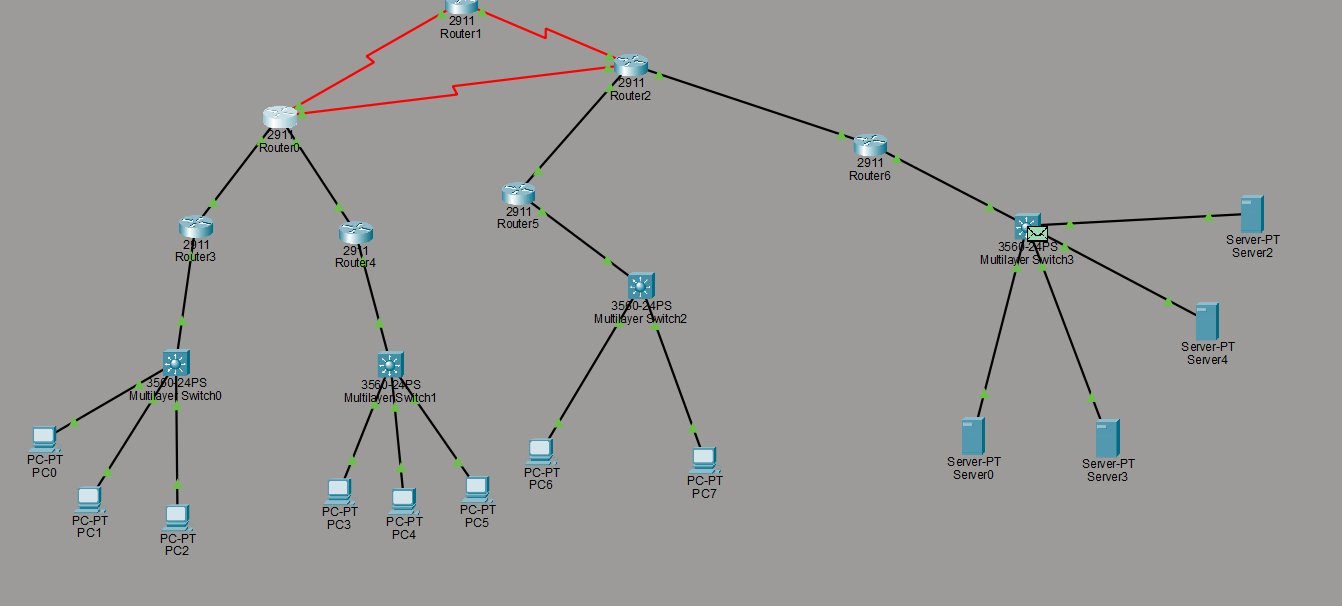 2911
Router1
2911
Router2
2911
Router0
2911
Router6
2911
Router5
2911
Router3
2911
Router4
3560-24PS
Multilayer Switch3
Server-PT
Server2
3560-24PS
Multilayer Switch2
Server-PT
Server4
3560-24PS
Multilayer Switch0
3560-24PS
Multilayer Switch1
PC-PT
PC0
PC-PT
PC6
PC-PT
PC7
Server-PT
Server0
Server-PT
Server3
PC-PT
PC1
PC-PT
PC2
PC-PT
PC3
PC-PT
PC4
PC-PT
PC5